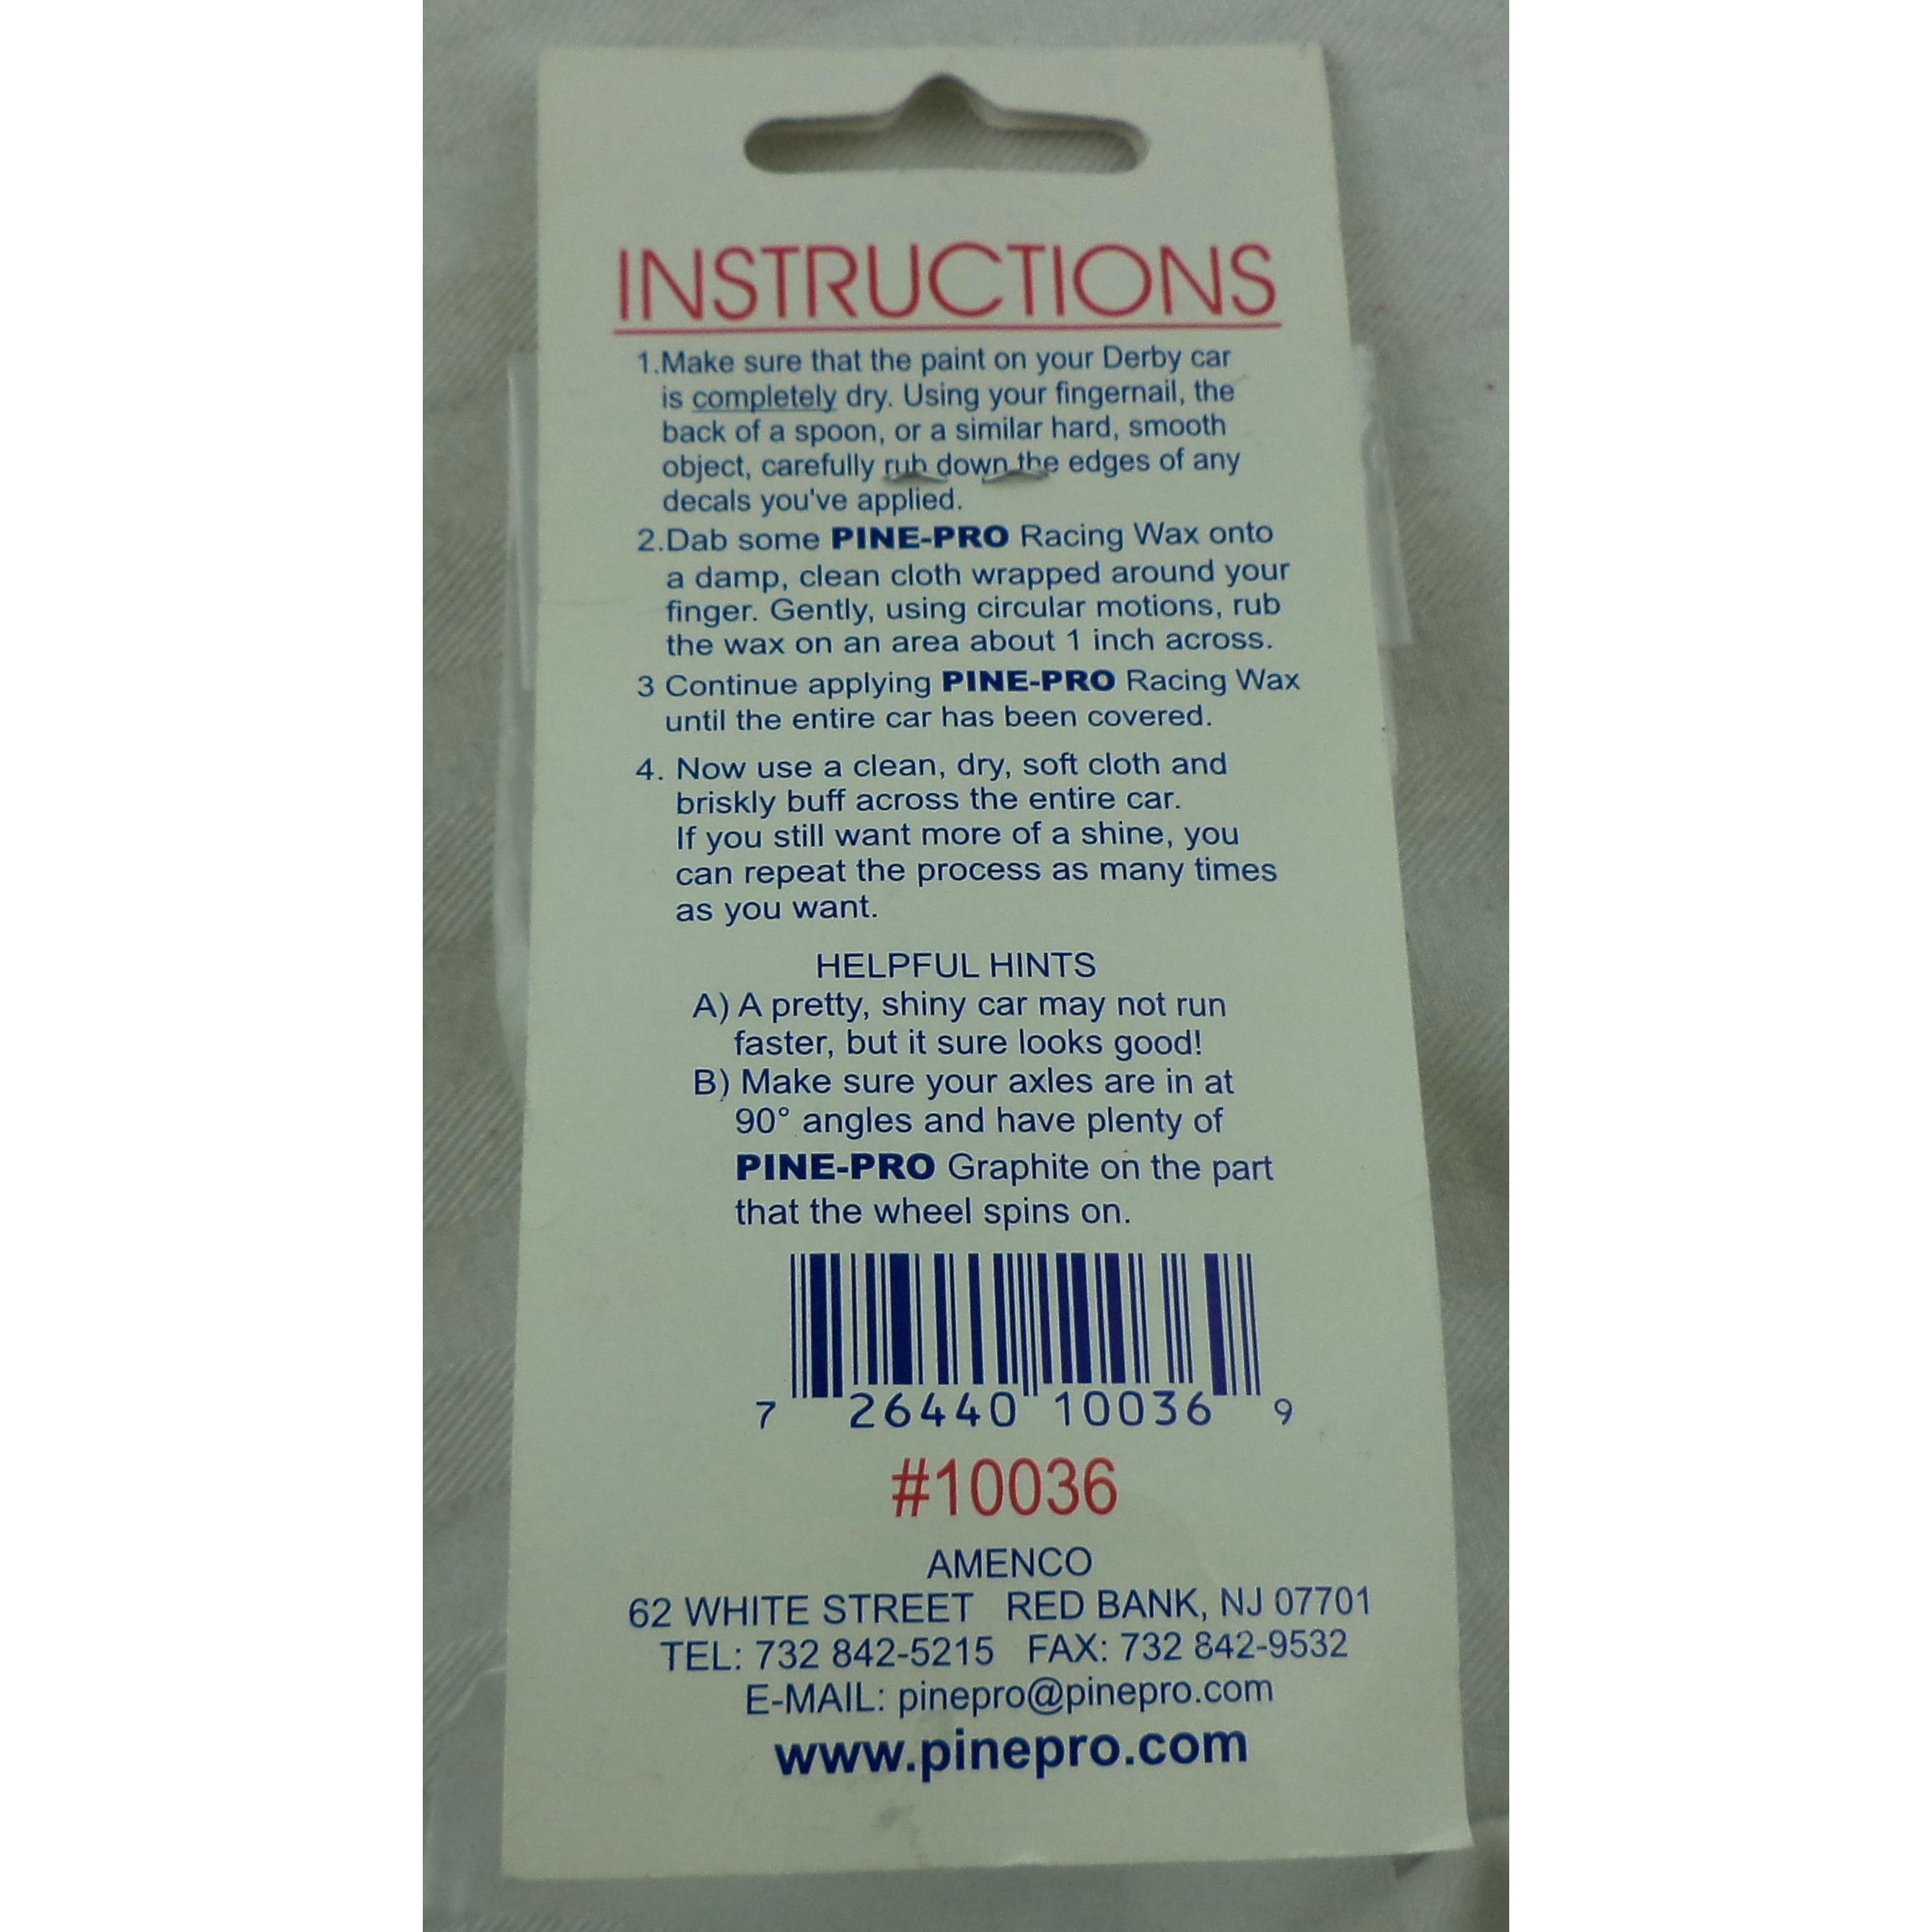 INSTRUCTIONS
1.Make sure that the paint on your Derby car
is completely dry. Using your fingernail, the
back of a spoon, or a similar hard, smooth
object, carefully rub down the edges of any
decals you've applied.
2.Dab some PINE-PRO Racing Wax onto
a damp, clean cloth wrapped around your
finger. Gently, using circular motions, rub
the wax on an area about 1 inch across.
3 Continue applying PINE-PRO Racing Wax
until the entire car has been covered.
4. Now use a clean, dry, soft cloth and
briskly buff across the entire car.
If you still want more of a shine, you
can repeat the process as many times
as you want.
HELPFUL HINTS
A) A pretty, shiny car may not run
faster, but it sure looks good!
B) Make sure your axles are in at
90° angles and have plenty of
PINE-PRO Graphite on the part
that the wheel spins on.
7 26440 10036 9
#10036
AMENCO
62 WHITE STREET RED BANK, NJ 07701
TEL: 732 842-5215 FAX: 732 842-9532
E-MAIL: pinepro@pinepro.com
www.pinepro.com